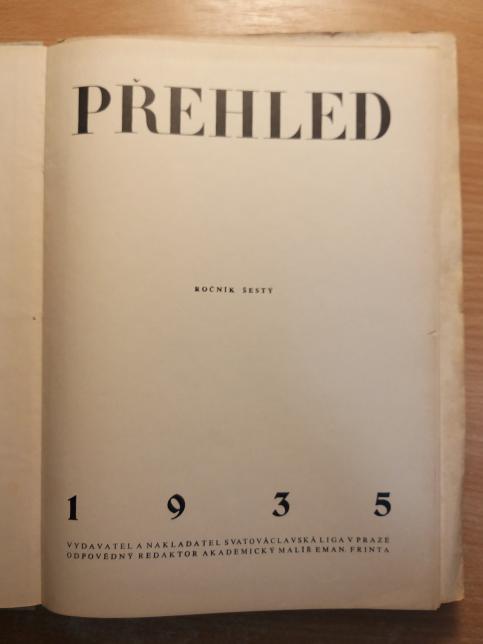 PŘEHLED
ROČNÍK ŠESTÝ
1 9 3 5
VYDAVATEL A NAKLADATEL SVATOVÁCLAVSKÁ LIGA V PRAZE
ODPOVĚDNÝ REDAKTOR AKADEMICKÝ MALÍŘ EMAN. FRINTA